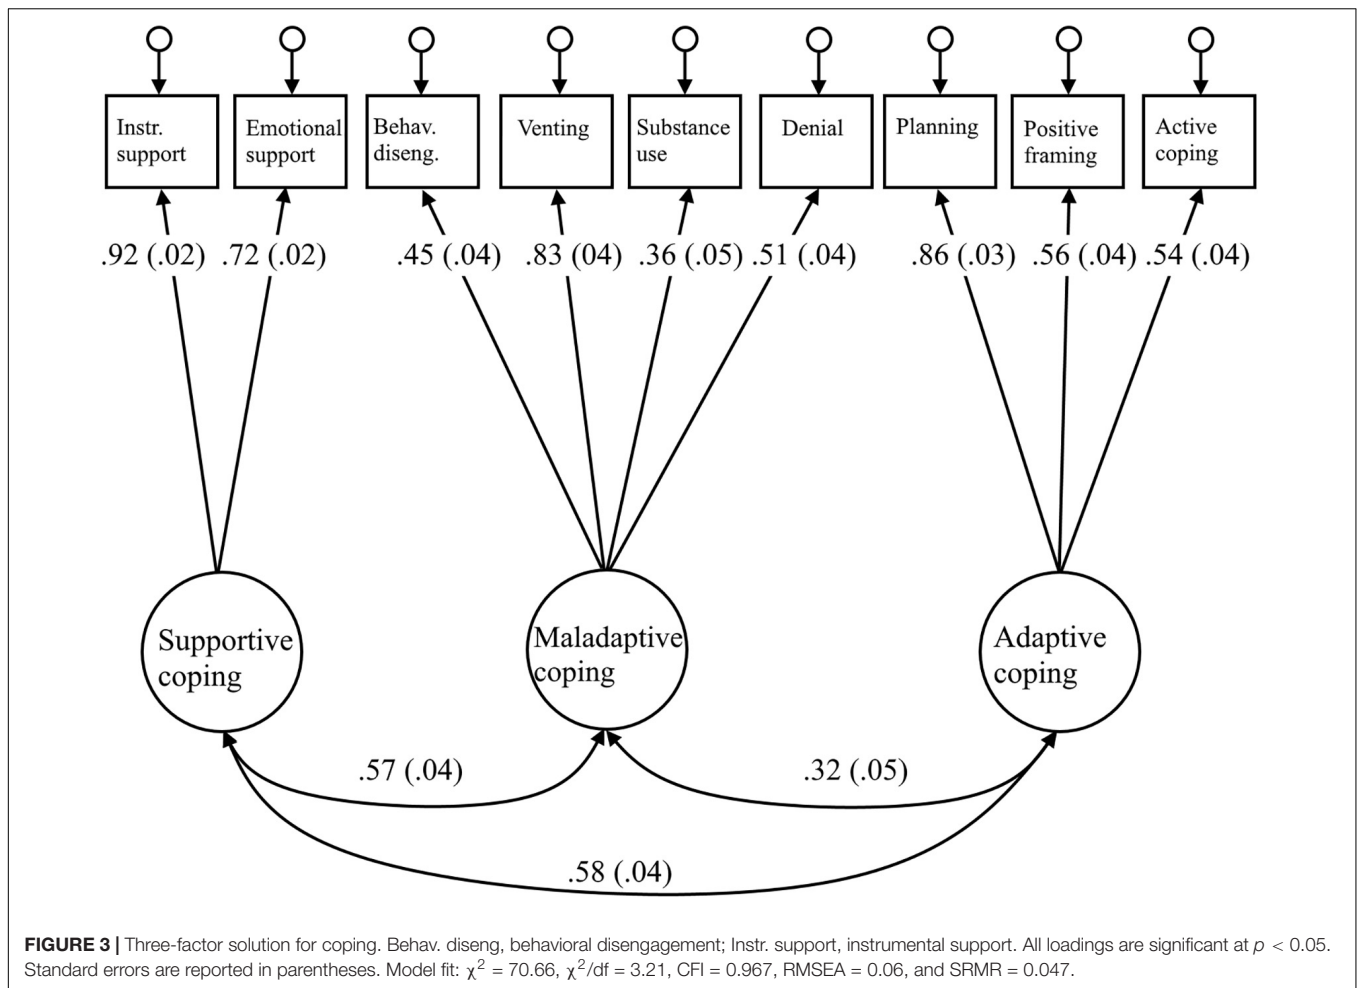 Instr.
support
Emotional
support
Behav.
diseng.
Venting
Substance
use
Denial
Planning
Positive
framing
Active
coping
.92 (.02) .72 (.02) .45 (.04) .83 (04) .36 (.05) .51 (.04) .86 (.03) .56 (.04) .54 (.04)
Supportive
coping
Maladaptive
coping
Adaptive
coping
.57 (.04) .32 (.05)
.58 (.04)
FIGURE 3 | Three-factor solution for coping. Behav. diseng, behavioral disengagement; Instr. support, instrumental support. All loadings are significant at p < 0.05.
Standard errors are reported in parentheses. Model fit: χ² = 70.66, χ²/df = 3.21, CFI = 0.967, RMSEA = 0.06, and SRMR = 0.047.